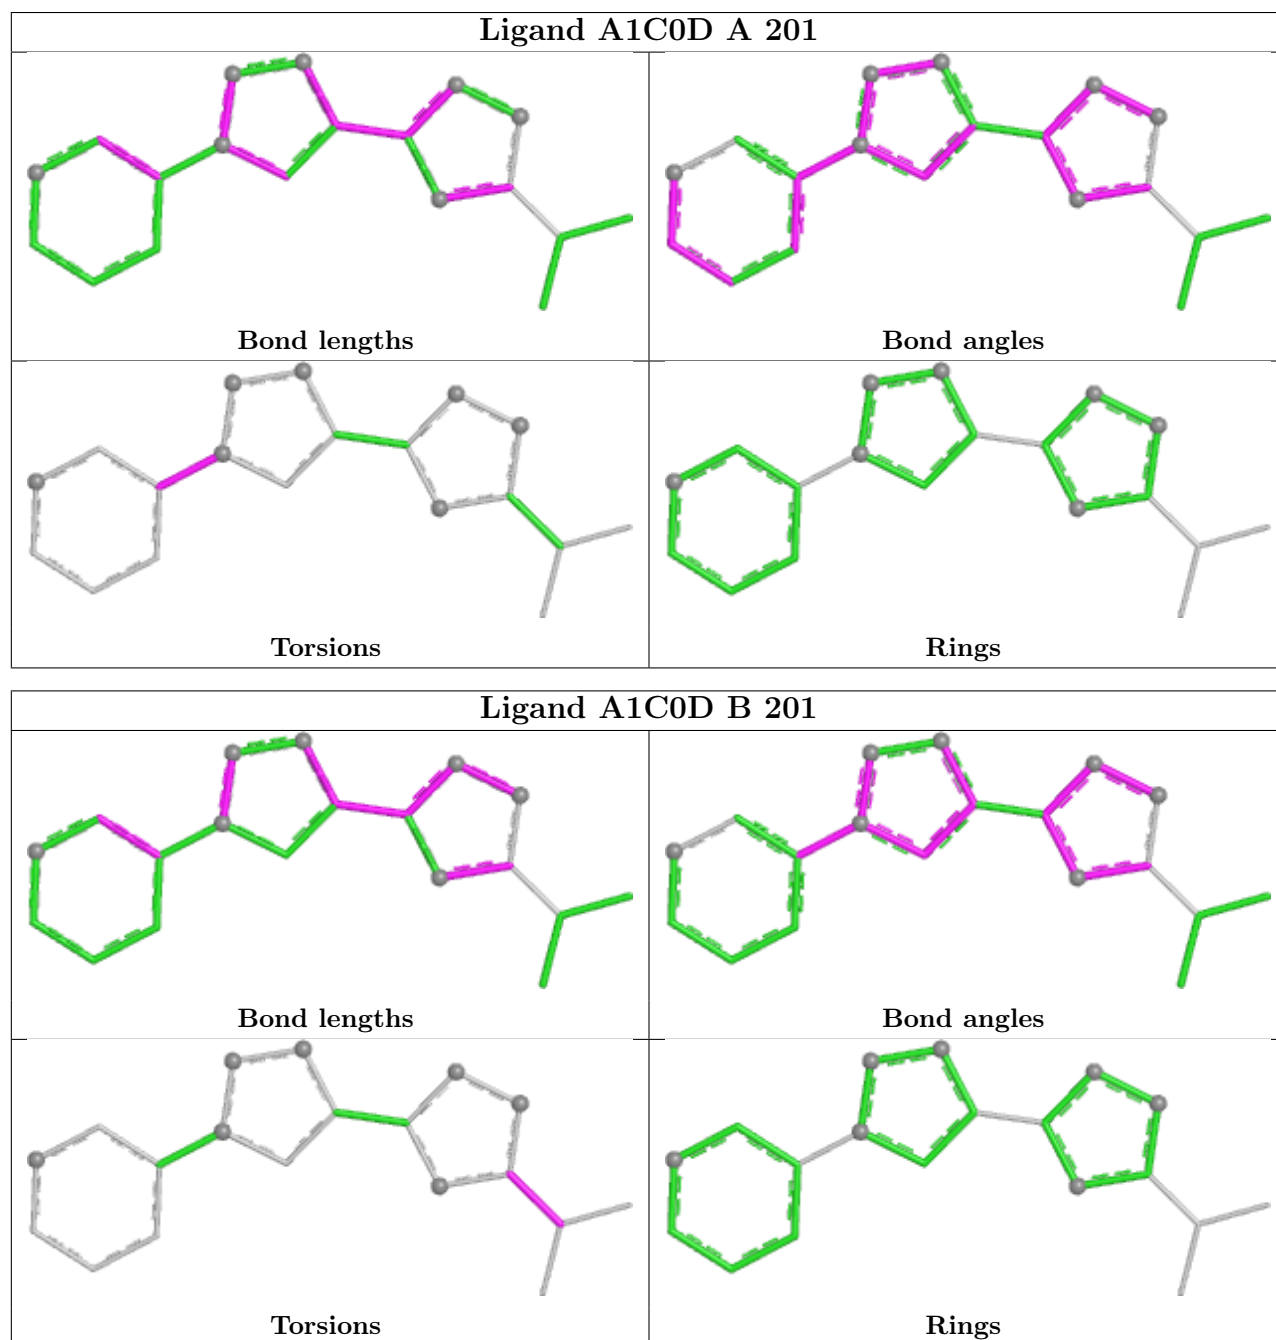 Ligand A1C0D A 201
Bond lengths
Bond angles
Torsions
Rings
Ligand A1C0D B 201
Bond lengths
Bond angles
Torsions
Rings